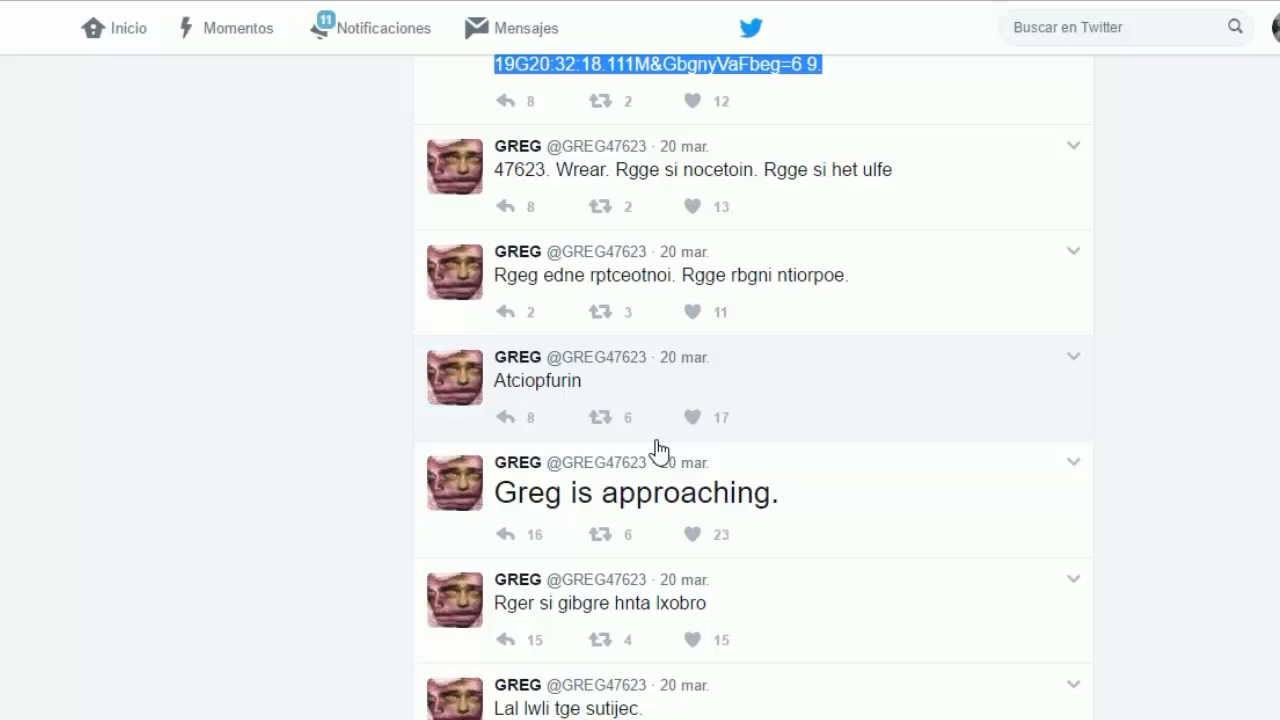 Inicio Momentos 11 Notificaciones Mensajes Buscar en Twitter
19G20:32:18.111M&GbgnyVaFbeg=6 9.
8 2 12
GREG @GREG47623 · 20 mar.
47623. Wrear. Rgge si nocetoin. Rgge si het ulfe
8 2 13
GREG @GREG47623 · 20 mar.
Rgeg edne rptceotnoi. Rgge rbgni ntiorpoe.
2 3 11
GREG @GREG47623 · 20 mar.
Atciopfurin
8 6 17
GREG @GREG47623 20 mar.
Greg is approaching.
16 6 23
GREG @GREG47623 · 20 mar.
Rger si gibgre hnta lxobro
15 4 15
GREG @GREG47623 · 20 mar.
Lal lwli tge sutijec.